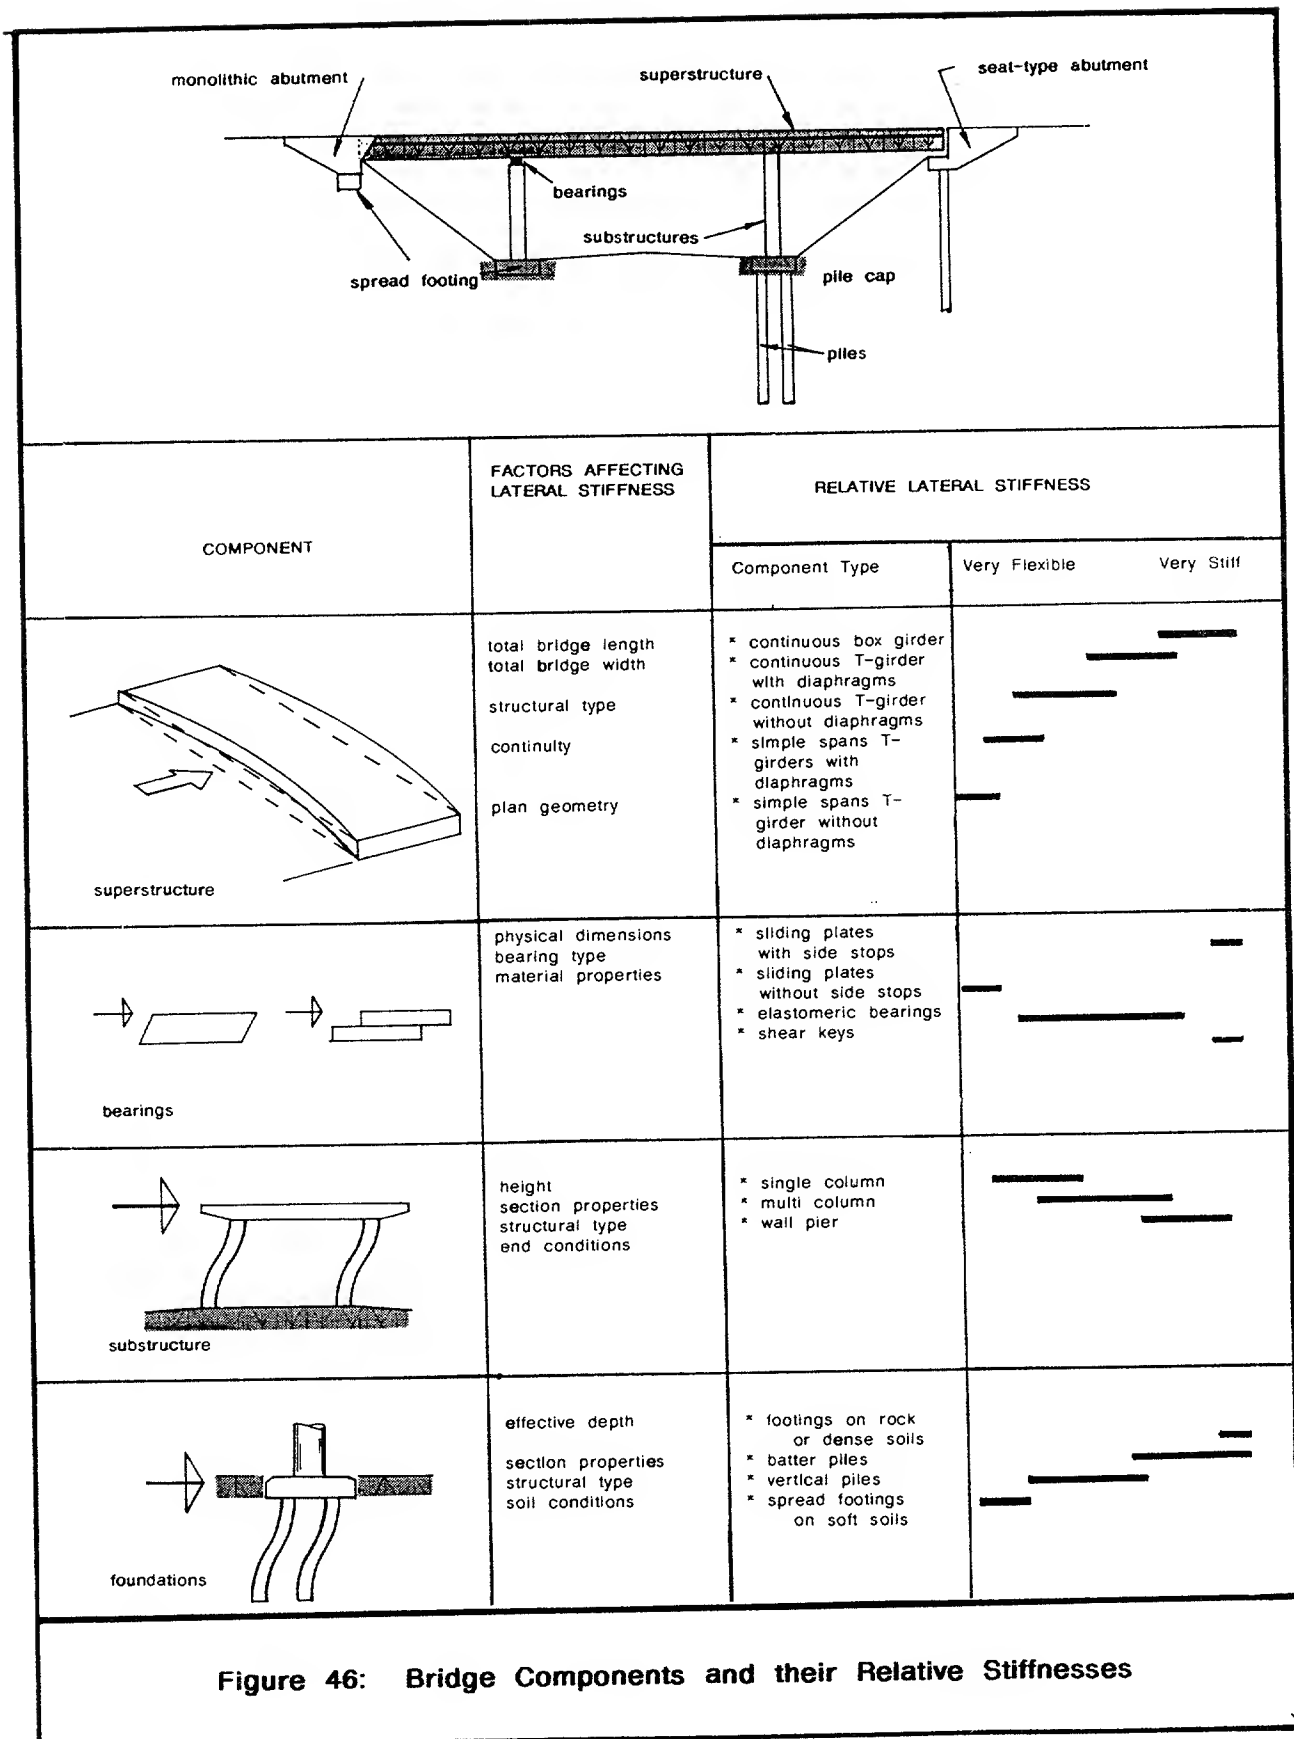 monolithic abutment
superstructure
seat-type abutment
bearings
substructures
spread footing
pile cap
piles
COMPONENT
FACTORS AFFECTING
LATERAL STIFFNESS
RELATIVE LATERAL STIFFNESS
Component Type
Very Flexible
Very Stiff
superstructure
total bridge length
total bridge width
structural type
continuity
plan geometry
* continuous box girder
* continuous T-girder
with diaphragms
* continuous T-girder
without diaphragms
* simple spans T-
girders with
diaphragms
* simple spans T-
girder without
diaphragms
bearings
physical dimensions
bearing type
material properties
* sliding plates
with side stops
* sliding plates
without side stops
* elastomeric bearings
* shear keys
substructure
height
section properties
structural type
end conditions
* single column
* multi column
* wall pier
foundations
effective depth
section properties
structural type
soil conditions
* footings on rock
or dense soils
* batter piles
* vertical piles
* spread footings
on soft soils
Figure 46: Bridge Components and their Relative Stiffnesses